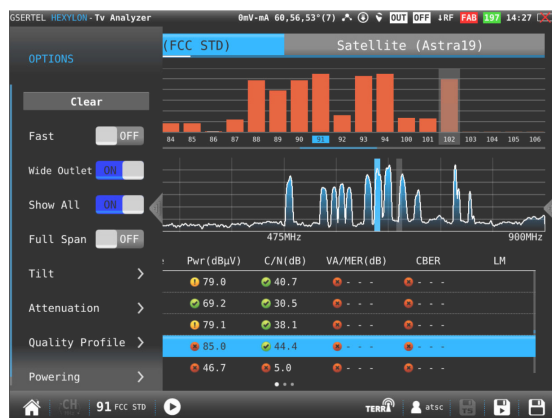 GSERTEL HEXYLON-Tv Analyzer 0mV-mA 60,56,53°(7) OUT OFF ↓RF FAB 197 14:27
OPTIONS
(FCC STD) Satellite (Astra19)
Clear
Fast OFF
84 85 86 87 88 89 90 91 92 93 94 100 101 102 103 104 105 106
Wide Outlet ON
Show All ON
Full Span OFF
475MHz 900MHz
Pwr(dBµV) C/N(dB) VA/MER(dB) CBER LM
Tilt >
79.0 40.7 - - - - - -
Attenuation >
69.2 30.5 - - - - - -
79.1 38.1 - - - - - -
Quality Profile >
85.0 44.4 - - - - - -
Powering >
46.7 5.0 - - - - - -
CH 91 FCC STD TERRA atsc TS